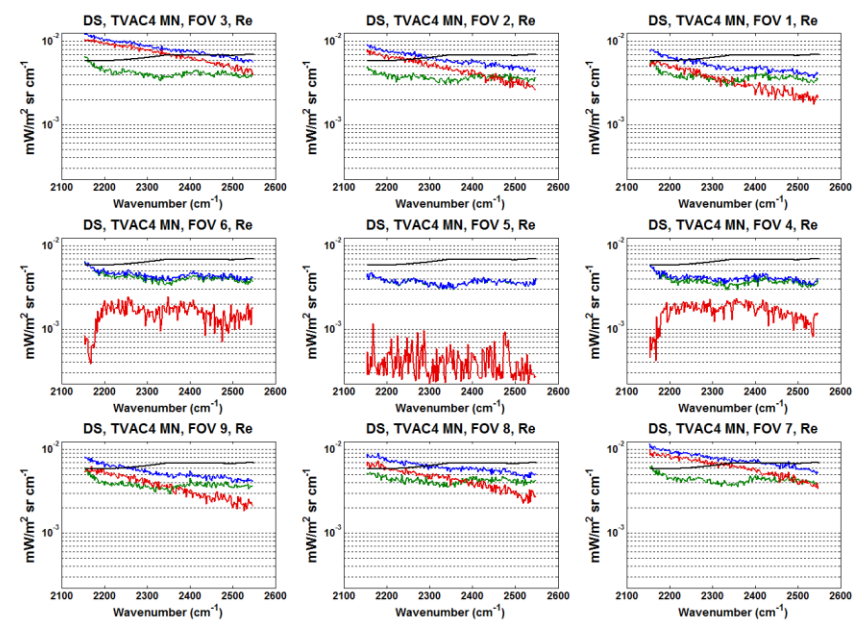 DS, TVAC4 MN, FOV 3, Re
DS, TVAC4 MN, FOV 2, Re
DS, TVAC4 MN, FOV 1, Re
10⁻²
10⁻³
mW/m² sr cm⁻¹
2100 2200 2300 2400 2500 2600
Wavenumber (cm⁻¹)
10⁻²
10⁻³
mW/m² sr cm⁻¹
2100 2200 2300 2400 2500 2600
Wavenumber (cm⁻¹)
10⁻²
10⁻³
mW/m² sr cm⁻¹
2100 2200 2300 2400 2500 2600
Wavenumber (cm⁻¹)
DS, TVAC4 MN, FOV 6, Re
DS, TVAC4 MN, FOV 5, Re
DS, TVAC4 MN, FOV 4, Re
10⁻²
10⁻³
mW/m² sr cm⁻¹
2100 2200 2300 2400 2500 2600
Wavenumber (cm⁻¹)
10⁻²
10⁻³
mW/m² sr cm⁻¹
2100 2200 2300 2400 2500 2600
Wavenumber (cm⁻¹)
10⁻²
10⁻³
mW/m² sr cm⁻¹
2100 2200 2300 2400 2500 2600
Wavenumber (cm⁻¹)
DS, TVAC4 MN, FOV 9, Re
DS, TVAC4 MN, FOV 8, Re
DS, TVAC4 MN, FOV 7, Re
10⁻²
10⁻³
mW/m² sr cm⁻¹
2100 2200 2300 2400 2500 2600
Wavenumber (cm⁻¹)
10⁻²
10⁻³
mW/m² sr cm⁻¹
2100 2200 2300 2400 2500 2600
Wavenumber (cm⁻¹)
10⁻²
10⁻³
mW/m² sr cm⁻¹
2100 2200 2300 2400 2500 2600
Wavenumber (cm⁻¹)